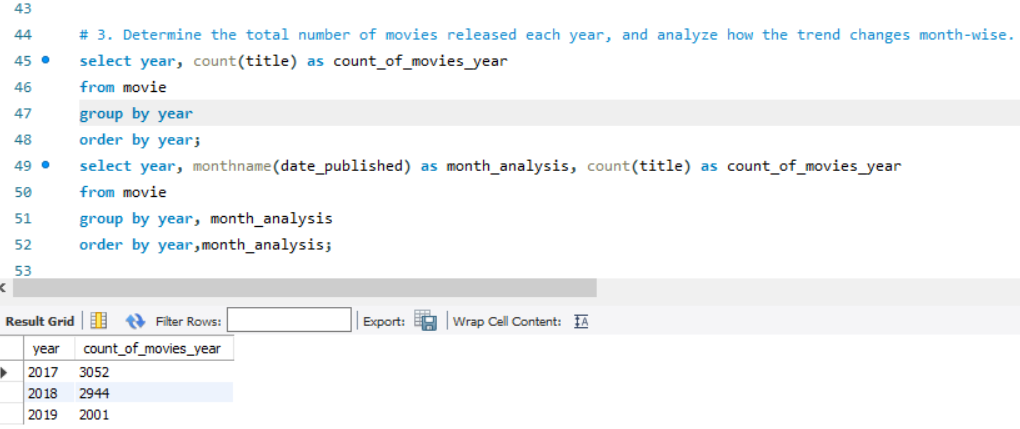 43
44 # 3. Determine the total number of movies released each year, and analyze how the trend changes month-wise.
45 select year, count(title) as count_of_movies_year
46 from movie
47 group by year
48 order by year;
49 select year, monthname(date_published) as month_analysis, count(title) as count_of_movies_year
50 from movie
51 group by year, month_analysis
52 order by year,month_analysis;
53
Result Grid Filter Rows: Export: Wrap Cell Content: IA
year count_of_movies_year
2017 3052
2018 2944
2019 2001